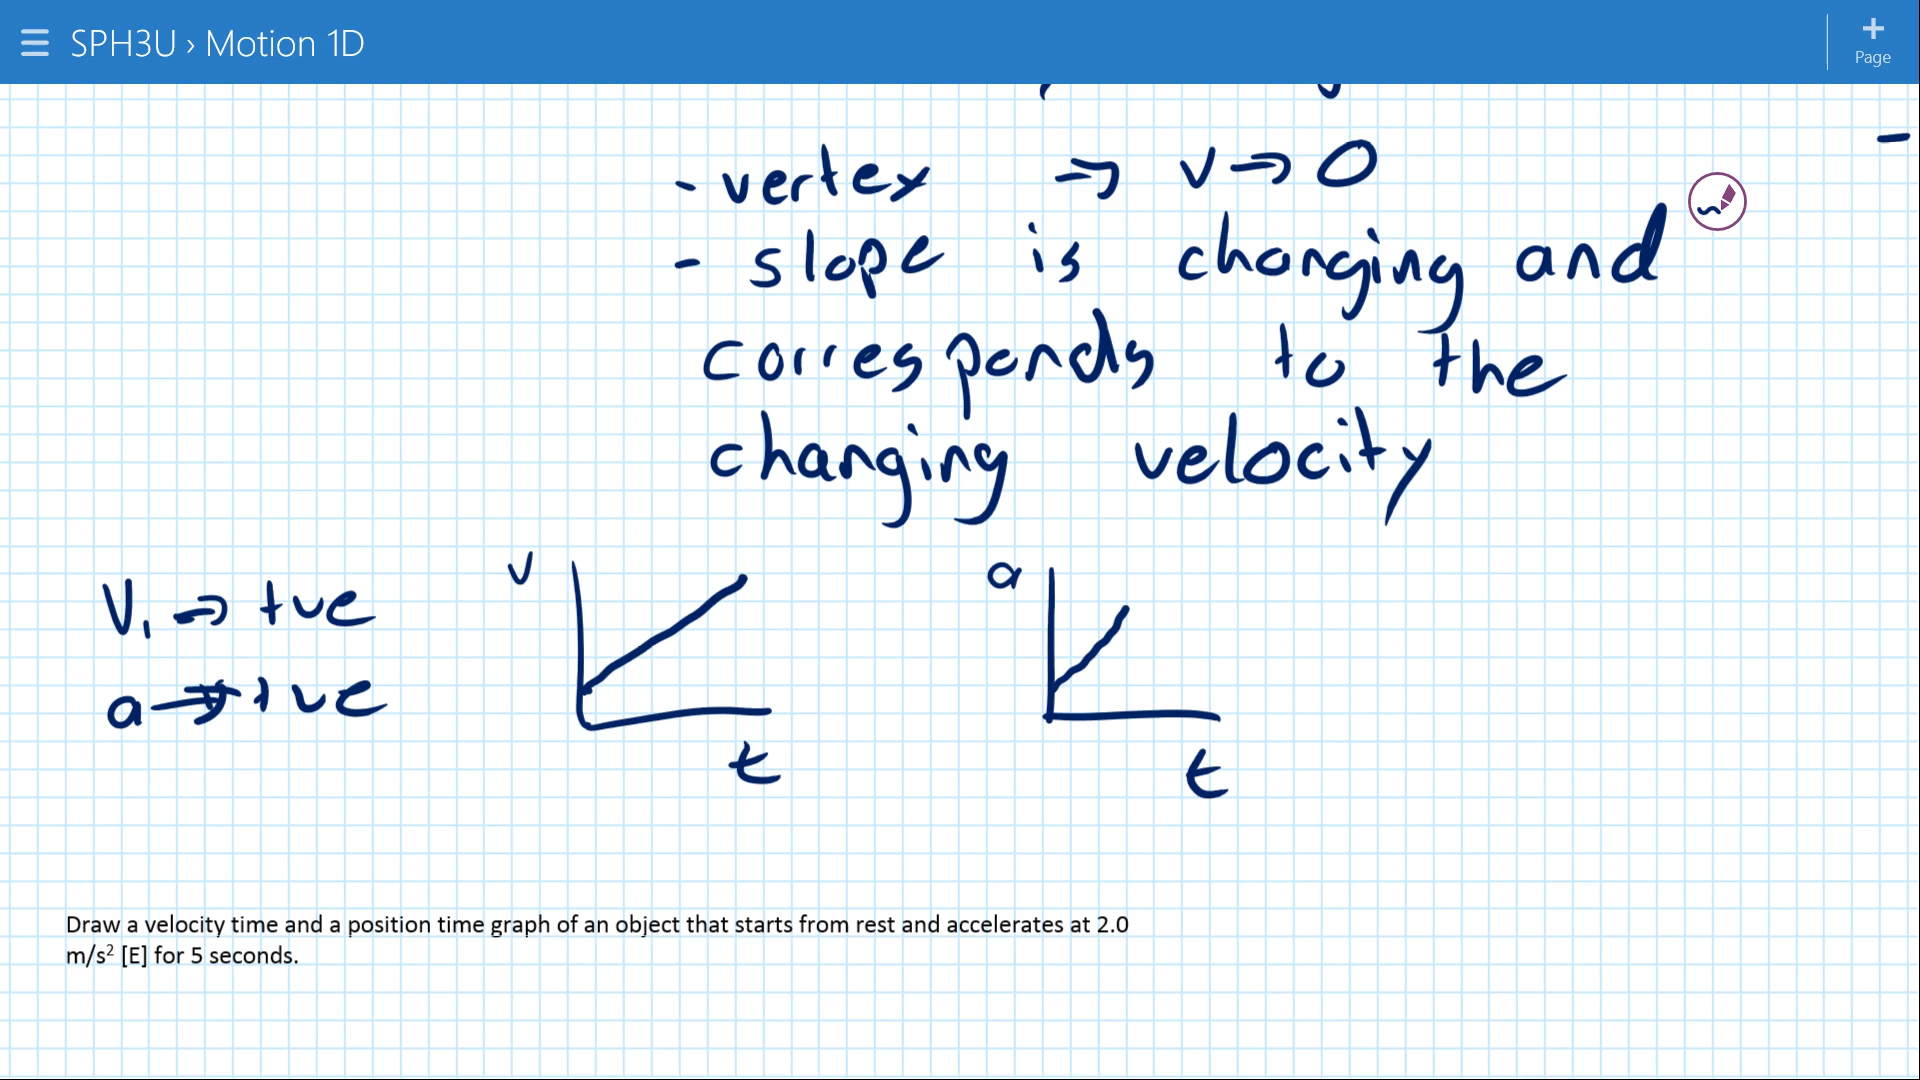 SPH3U › Motion 1D
Page
- vertex ⇒ v ⇒ 0
- slope is changing and
corresponds to the
changing velocity
V₁ ⇒ +ve
a → +ve
v
t
a
t
Draw a velocity time and a position time graph of an object that starts from rest and accelerates at 2.0
m/s² [E] for 5 seconds.